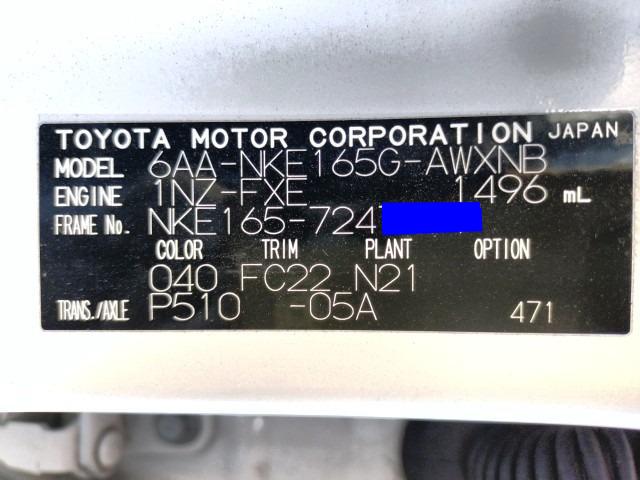 TOYOTA MOTOR CORPORATION JAPAN
MODEL 6AA-NKE165G-AWXNB
ENGINE 1NZ-FXE 1496 mL
FRAME No. NKE165-724
COLOR TRIM PLANT OPTION
040 FC22 N21
TRANS./AXLE P510 -05A 471